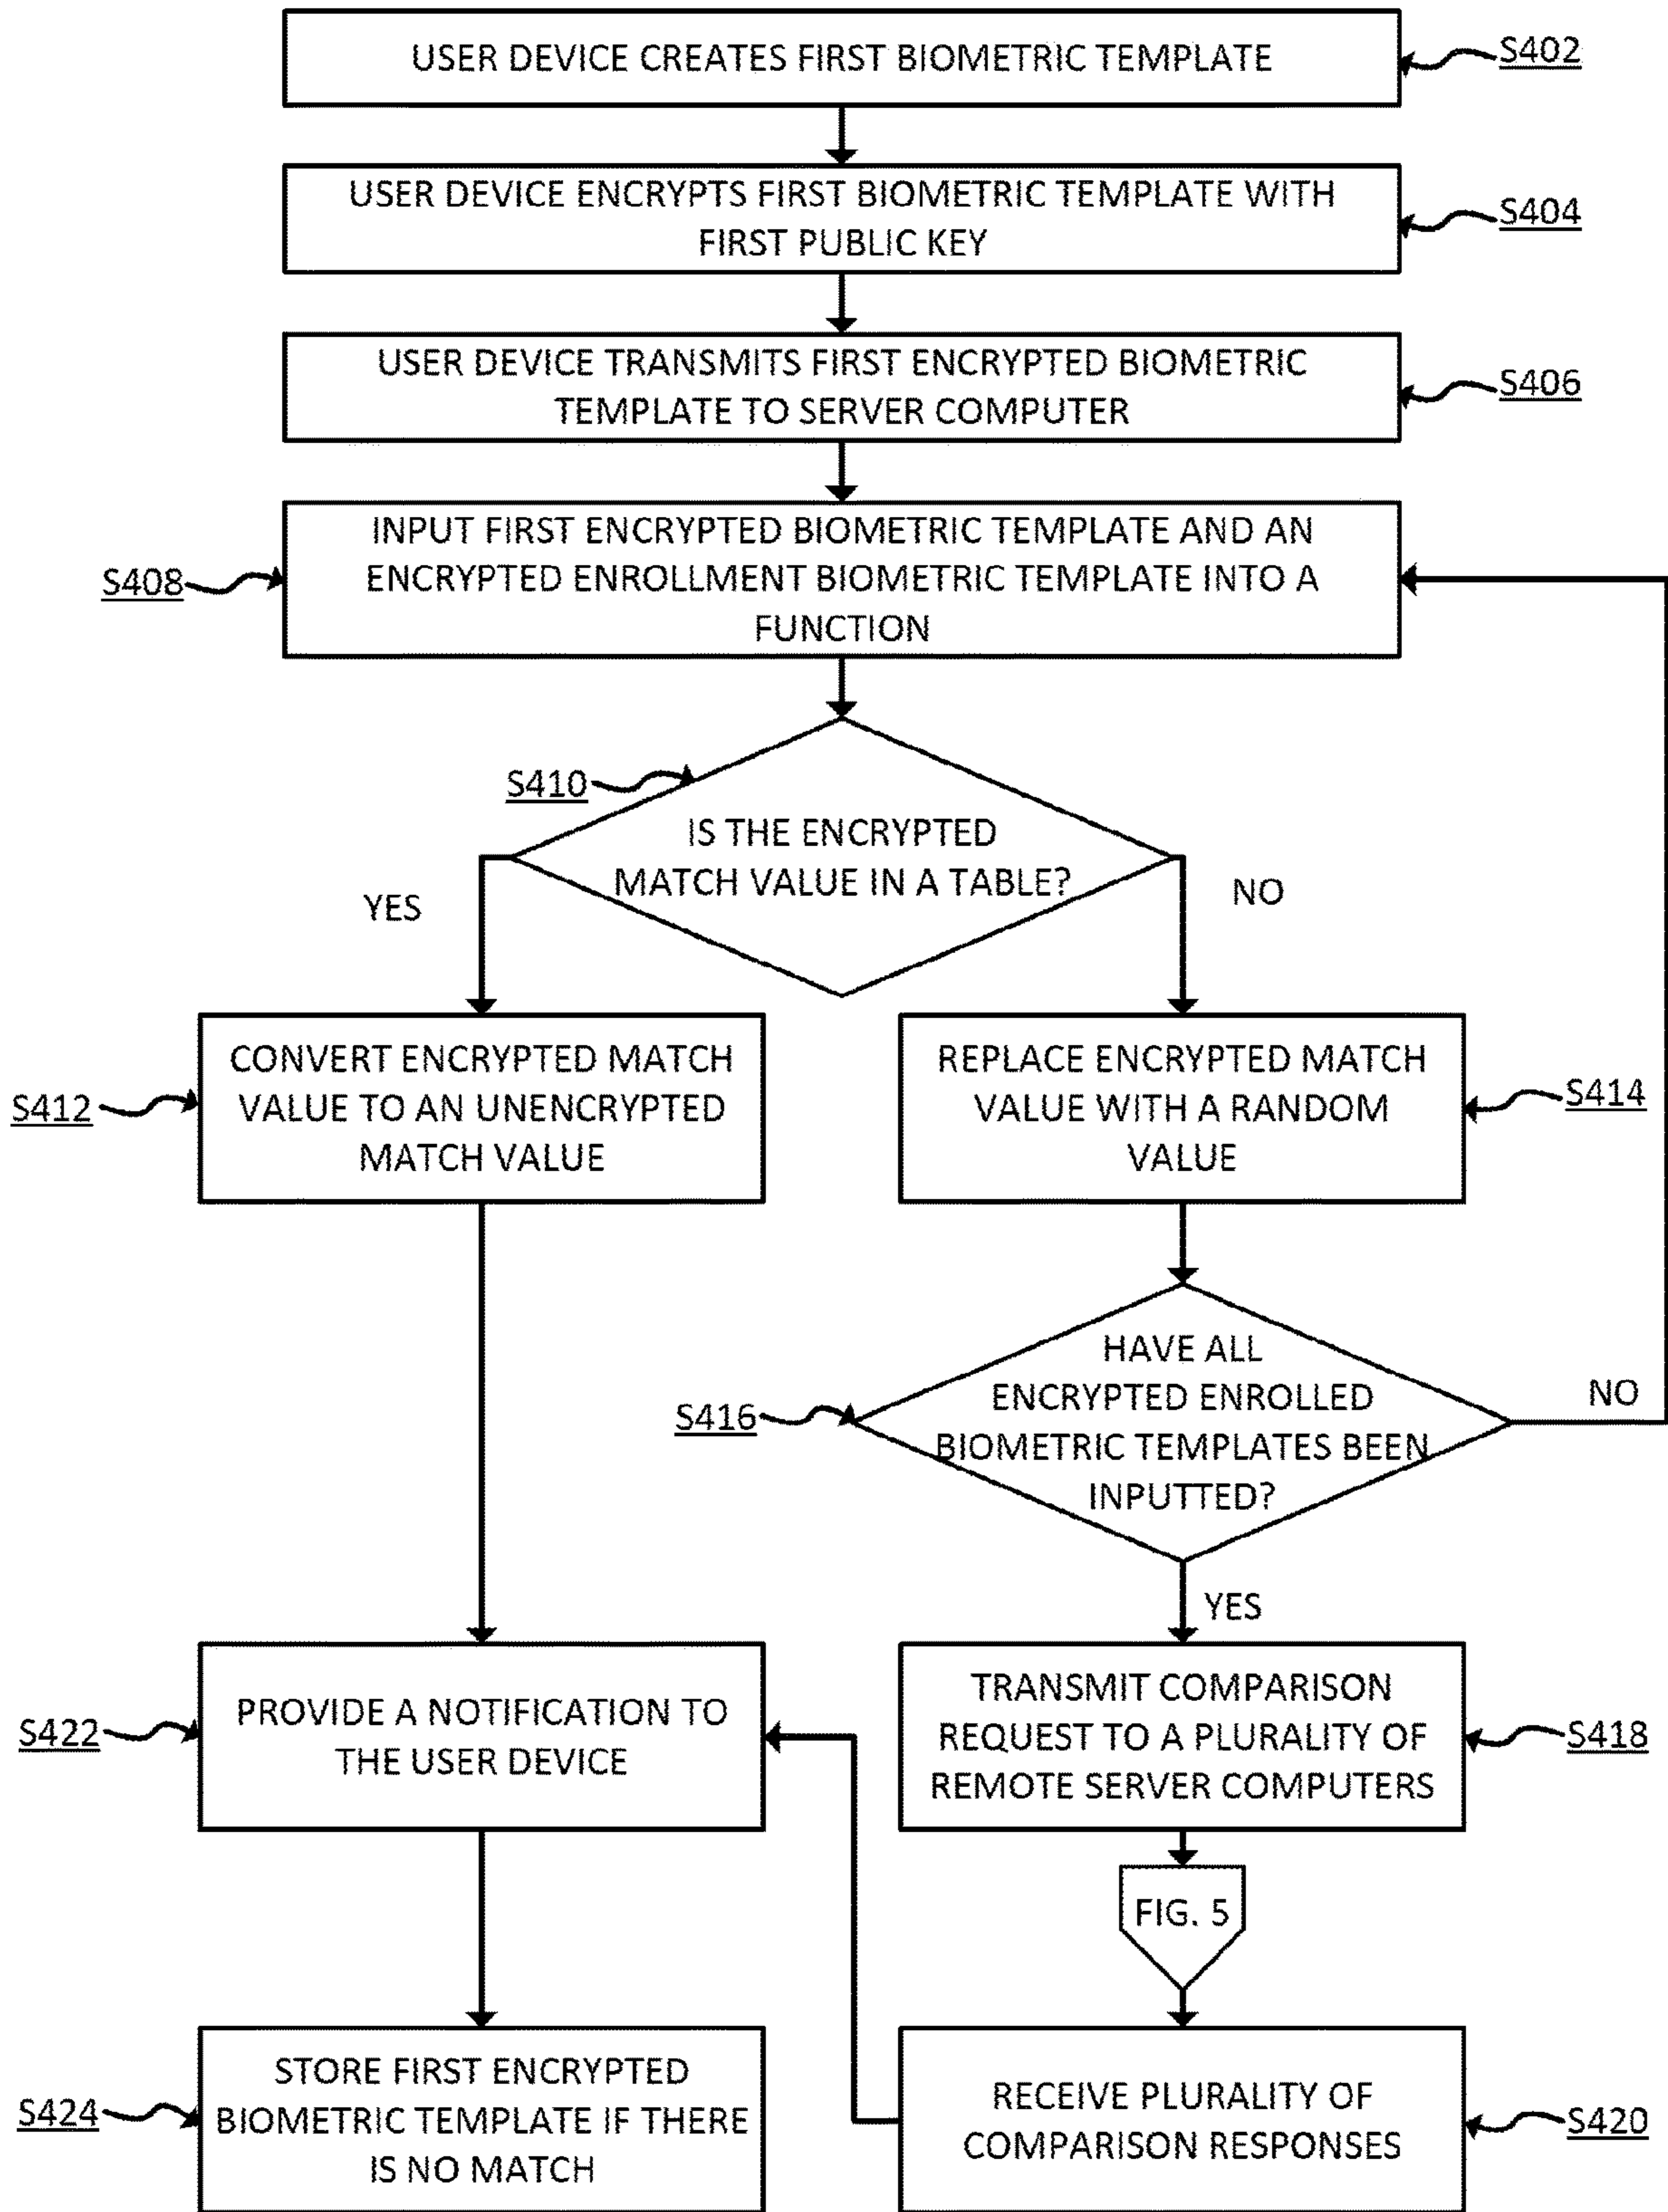 USER DEVICE CREATES FIRST BIOMETRIC TEMPLATE
S402
USER DEVICE ENCRYPTS FIRST BIOMETRIC TEMPLATE WITH
FIRST PUBLIC KEY
S404
USER DEVICE TRANSMITS FIRST ENCRYPTED BIOMETRIC
TEMPLATE TO SERVER COMPUTER
S406
INPUT FIRST ENCRYPTED BIOMETRIC TEMPLATE AND AN
ENCRYPTED ENROLLMENT BIOMETRIC TEMPLATE INTO A
FUNCTION
S408
S410
IS THE ENCRYPTED
MATCH VALUE IN A TABLE?
YES
NO
CONVERT ENCRYPTED MATCH
VALUE TO AN UNENCRYPTED
MATCH VALUE
S412
REPLACE ENCRYPTED MATCH
VALUE WITH A RANDOM
VALUE
S414
HAVE ALL
ENCRYPTED ENROLLED
BIOMETRIC TEMPLATES BEEN
INPUTTED?
S416
NO
YES
PROVIDE A NOTIFICATION TO
THE USER DEVICE
S422
TRANSMIT COMPARISON
REQUEST TO A PLURALITY OF
REMOTE SERVER COMPUTERS
S418
FIG. 5
STORE FIRST ENCRYPTED
BIOMETRIC TEMPLATE IF THERE
IS NO MATCH
S424
RECEIVE PLURALITY OF
COMPARISON RESPONSES
S420